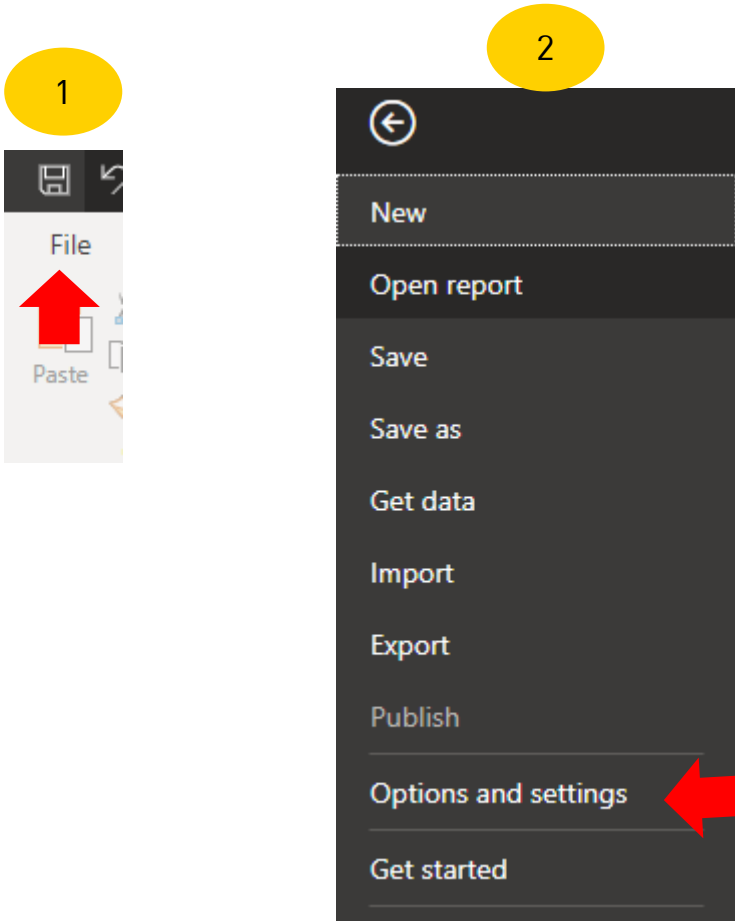 1
File
Paste
2
New
Open report
Save
Save as
Get data
Import
Export
Publish
Options and settings
Get started